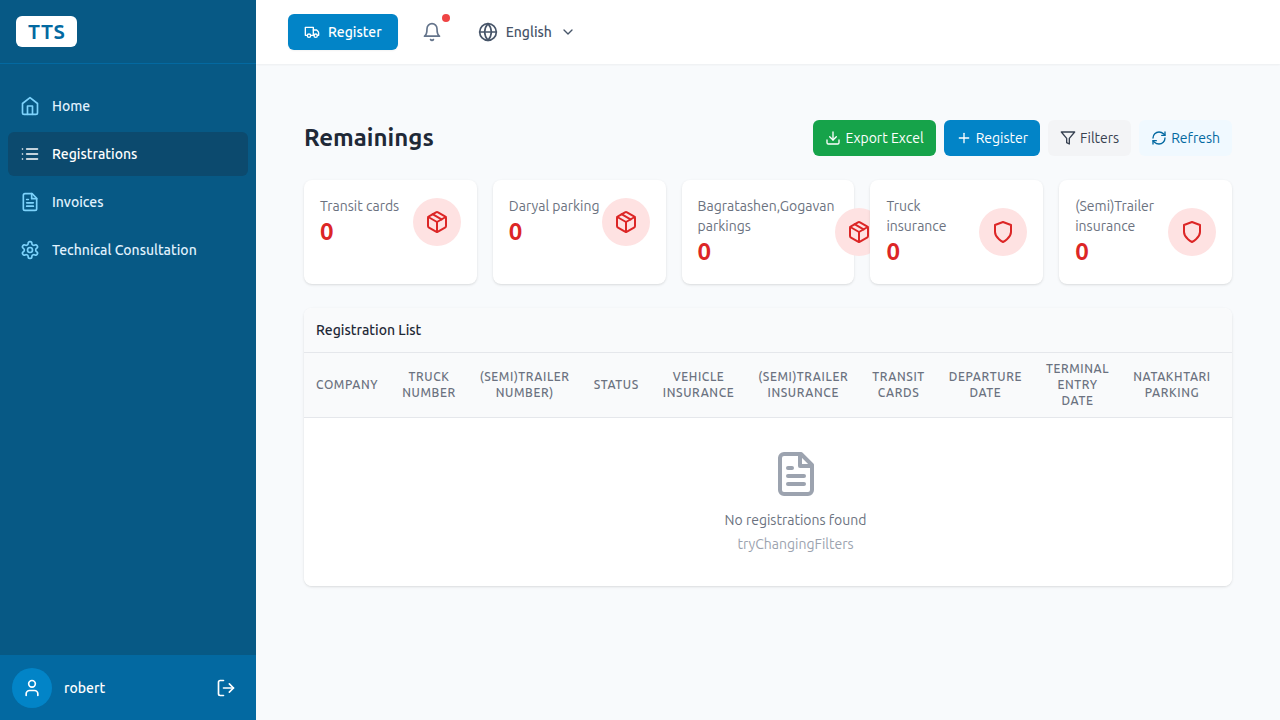 TTS
Register
English
Home
Registrations
Invoices
Technical Consultation
Remainings
Export Excel
Register
Filters
Refresh
Transit cards
0
Daryal parking
0
Bagratashen,Gogavan
parkings
0
Truck
insurance
0
(Semi)Trailer
insurance
0
Registration List
COMPANY
TRUCK
NUMBER
(SEMI)TRAILER
NUMBER)
STATUS
VEHICLE
INSURANCE
(SEMI)TRAILER
INSURANCE
TRANSIT
CARDS
DEPARTURE
DATE
TERMINAL
ENTRY
DATE
NATAKHTARI
PARKING
No registrations found
tryChangingFilters
robert